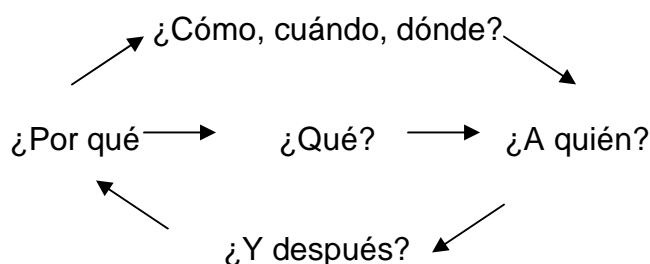 ¿Cómo, cuándo, dónde?
¿Por qué ¿Qué? ¿A quién?
¿Y después?